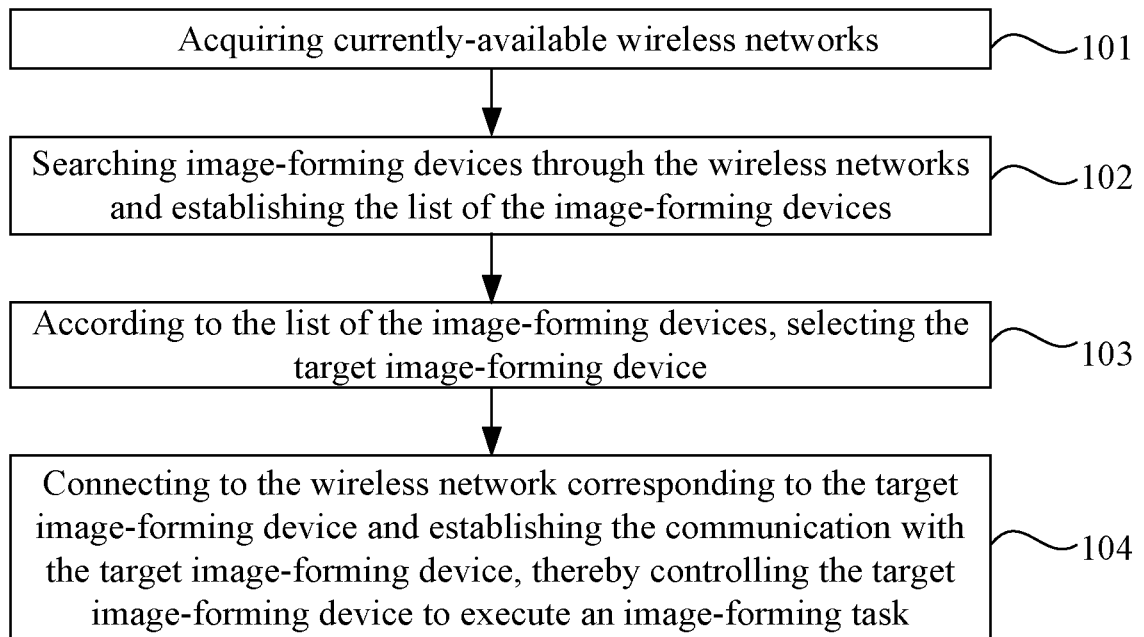 Acquiring currently-available wireless networks
101
Searching image-forming devices through the wireless networks
and establishing the list of the image-forming devices
102
According to the list of the image-forming devices, selecting the
target image-forming device
103
Connecting to the wireless network corresponding to the target
image-forming device and establishing the communication with
the target image-forming device, thereby controlling the target
image-forming device to execute an image-forming task
104